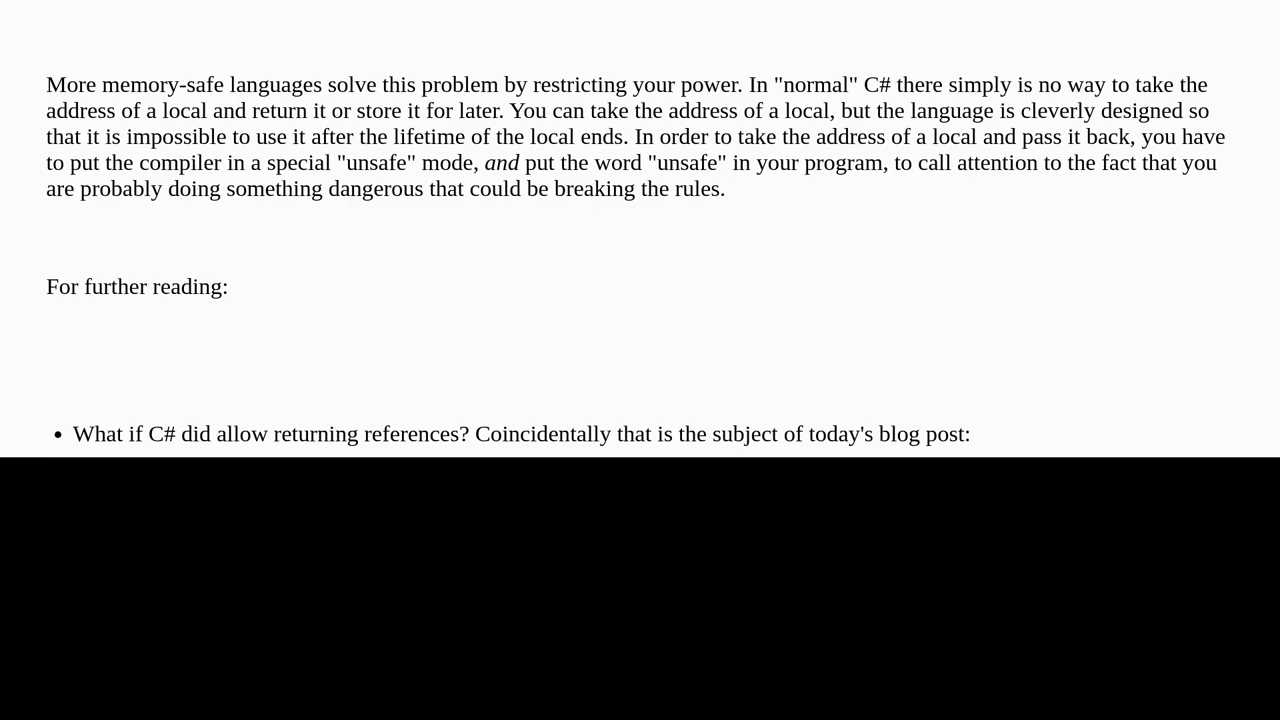 More memory-safe languages solve this problem by restricting your power. In "normal" C# there simply is no way to take the
address of a local and return it or store it for later. You can take the address of a local, but the language is cleverly designed so
that it is impossible to use it after the lifetime of the local ends. In order to take the address of a local and pass it back, you have
to put the compiler in a special "unsafe" mode, and put the word "unsafe" in your program, to call attention to the fact that you
are probably doing something dangerous that could be breaking the rules.
For further reading:
• What if C# did allow returning references? Coincidentally that is the subject of today's blog post: